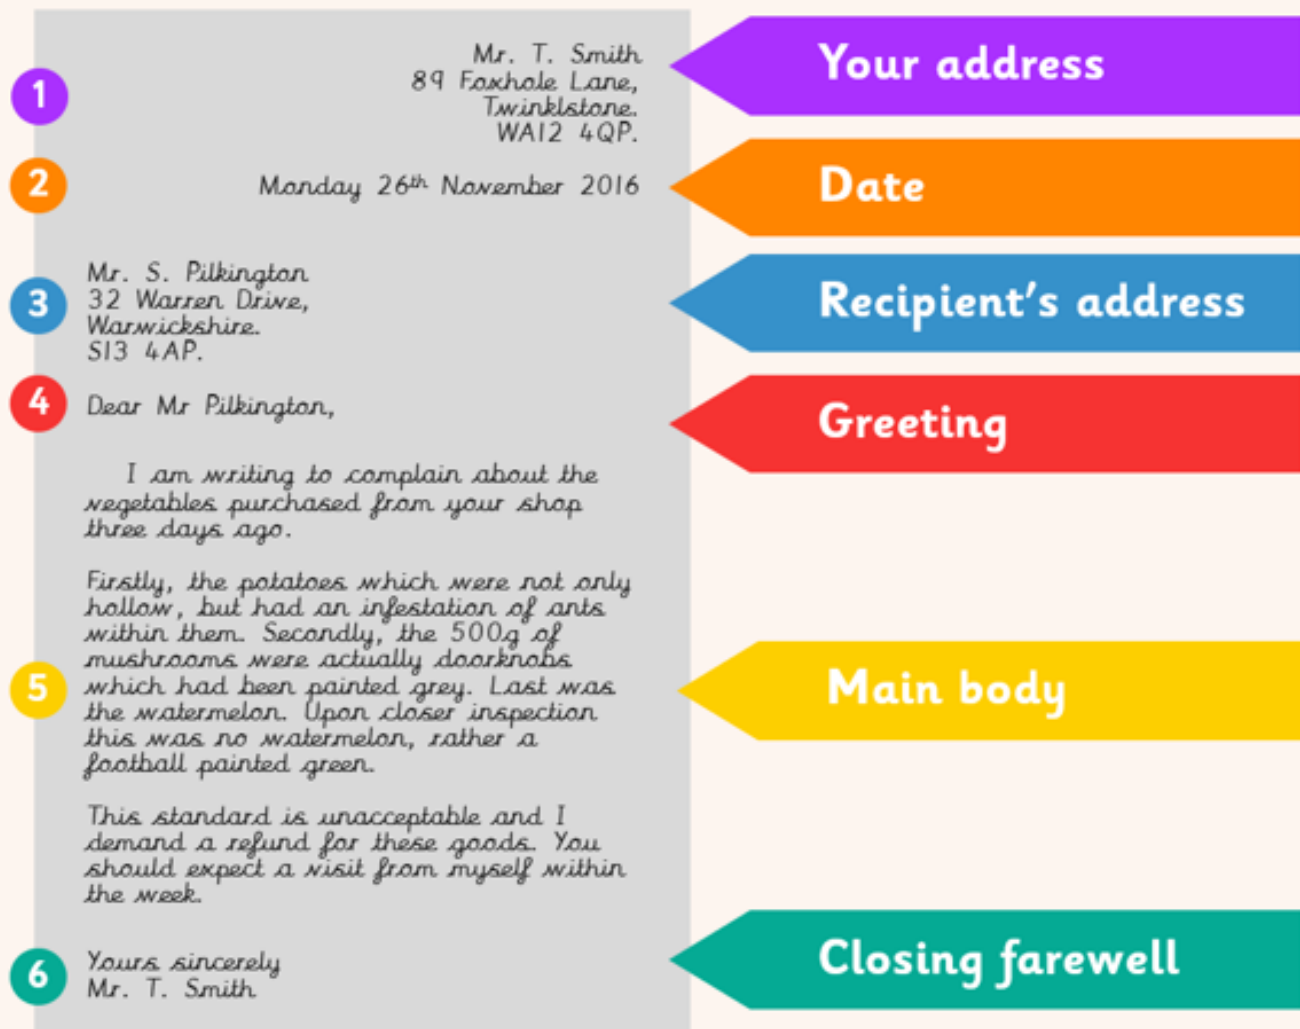 Mr. T. Smith
89 Foxhole Lane,
Twinklstone.
WA12 4QP.
Your address
1
2
Monday 26th November 2016
Date
Mr. S. Pilkington
32 Warren Drive,
Warwickshire.
S13 4AP.
3
Recipient's address
4
Dear Mr Pilkington,
Greeting
I am writing to complain about the
vegetables purchased from your shop
three days ago.
Firstly, the potatoes which were not only
hollow, but had an infestation of ants
within them. Secondly, the 500g of
mushrooms were actually doorknobs
which had been painted grey. Last was
the watermelon. Upon closer inspection
this was no watermelon, rather a
football painted green.
5
Main body
This standard is unacceptable and I
demand a refund for these goods. You
should expect a visit from myself within
the week.
6
Yours sincerely
Mr. T. Smith
Closing farewell